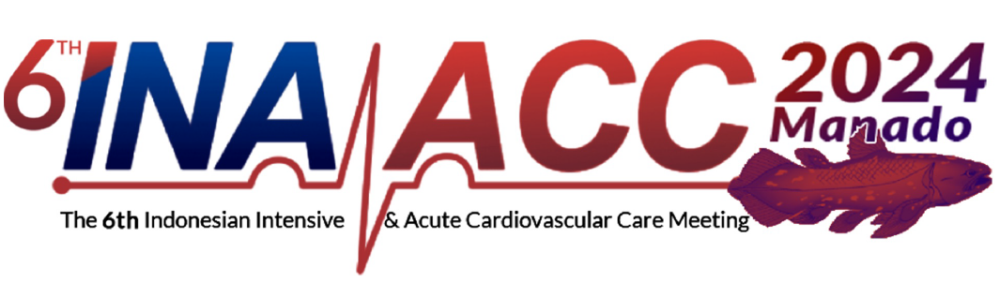 6TH INA ACC 2024
Manado
The 6th Indonesian Intensive & Acute Cardiovascular Care Meeting